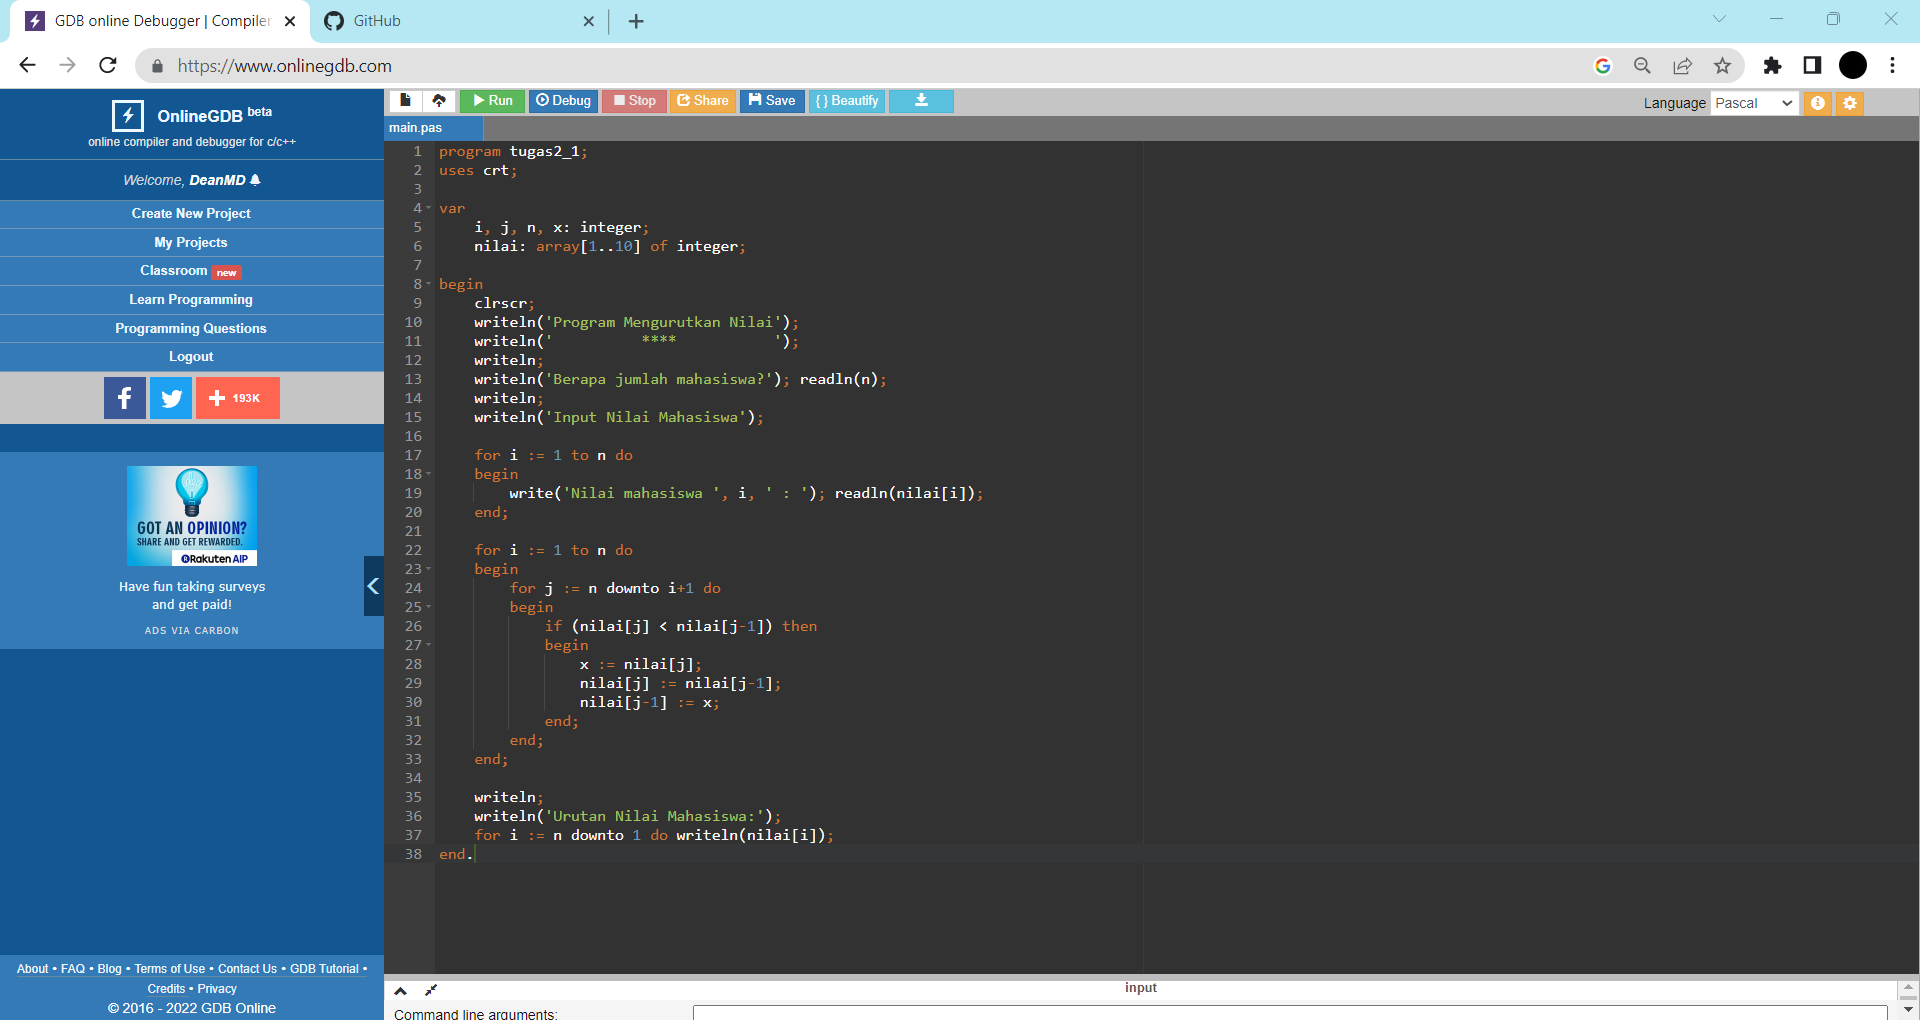 GDB online Debugger | Compiler
GitHub
https://www.onlinegdb.com
OnlineGDB beta
online compiler and debugger for c/c++
Welcome, DeanMD
Create New Project
My Projects
Classroom new
Learn Programming
Programming Questions
Logout
193K
GOT AN OPINION?
SHARE AND GET REWARDED.
Rakuten AIP
Have fun taking surveys
and get paid!
ADS VIA CARBON
About • FAQ • Blog • Terms of Use • Contact Us • GDB Tutorial •
Credits • Privacy
© 2016 - 2022 GDB Online
Run Debug Stop Share Save { } Beautify
Language Pascal
main.pas
1 program tugas2_1;
2 uses crt;
3
4 var
5     i, j, n, x: integer;
6     nilai: array[1..10] of integer;
7
8 begin
9     clrscr;
10     writeln('Program Mengurutkan Nilai');
11     writeln('          ****           ');
12     writeln;
13     writeln('Berapa jumlah mahasiswa?'); readln(n);
14     writeln;
15     writeln('Input Nilai Mahasiswa');
16
17     for i := 1 to n do
18     begin
19         write('Nilai mahasiswa ', i, ' : '); readln(nilai[i]);
20     end;
21
22     for i := 1 to n do
23     begin
24         for j := n downto i+1 do
25         begin
26             if (nilai[j] < nilai[j-1]) then
27             begin
28                 x := nilai[j];
29                 nilai[j] := nilai[j-1];
30                 nilai[j-1] := x;
31             end;
32         end;
33     end;
34
35     writeln;
36     writeln('Urutan Nilai Mahasiswa:');
37     for i := n downto 1 do writeln(nilai[i]);
38 end.
input
Command line arguments: